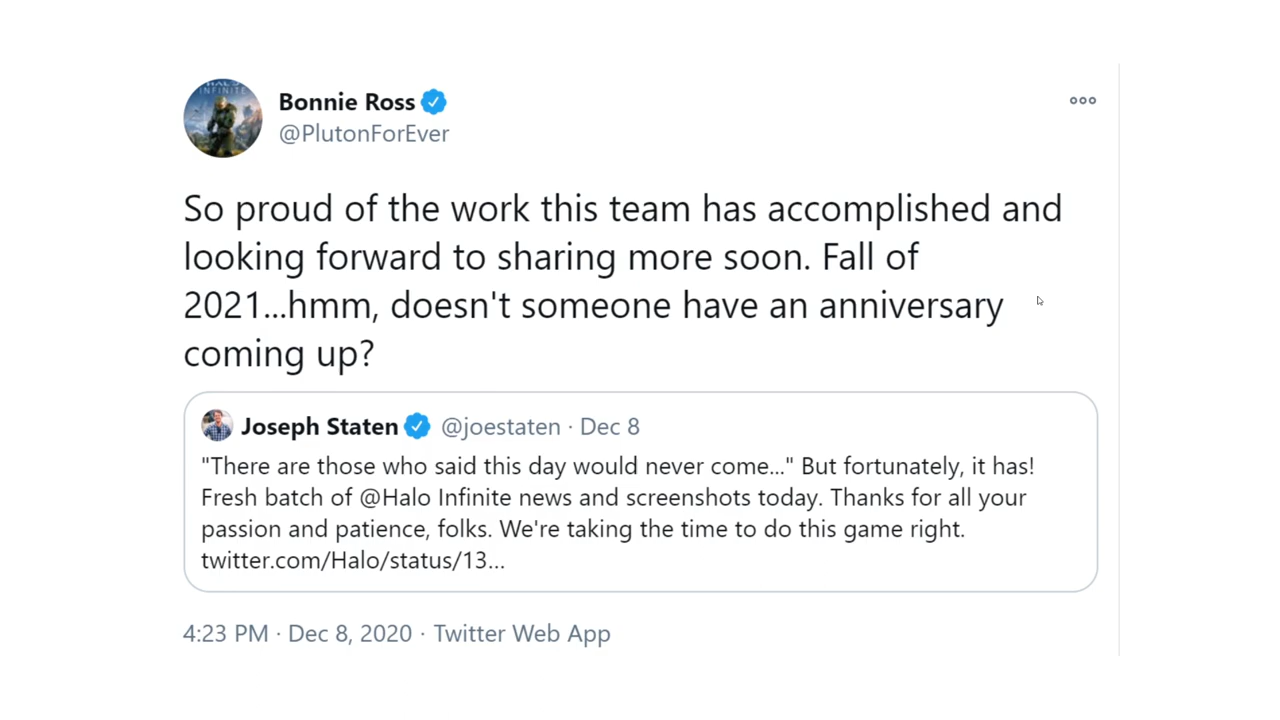 Bonnie Ross
@PlutonForEver
So proud of the work this team has accomplished and
looking forward to sharing more soon. Fall of
2021...hmm, doesn't someone have an anniversary
coming up?
Joseph Staten @joestaten · Dec 8
"There are those who said this day would never come..." But fortunately, it has!
Fresh batch of @Halo Infinite news and screenshots today. Thanks for all your
passion and patience, folks. We're taking the time to do this game right.
twitter.com/Halo/status/13...
4:23 PM · Dec 8, 2020 · Twitter Web App